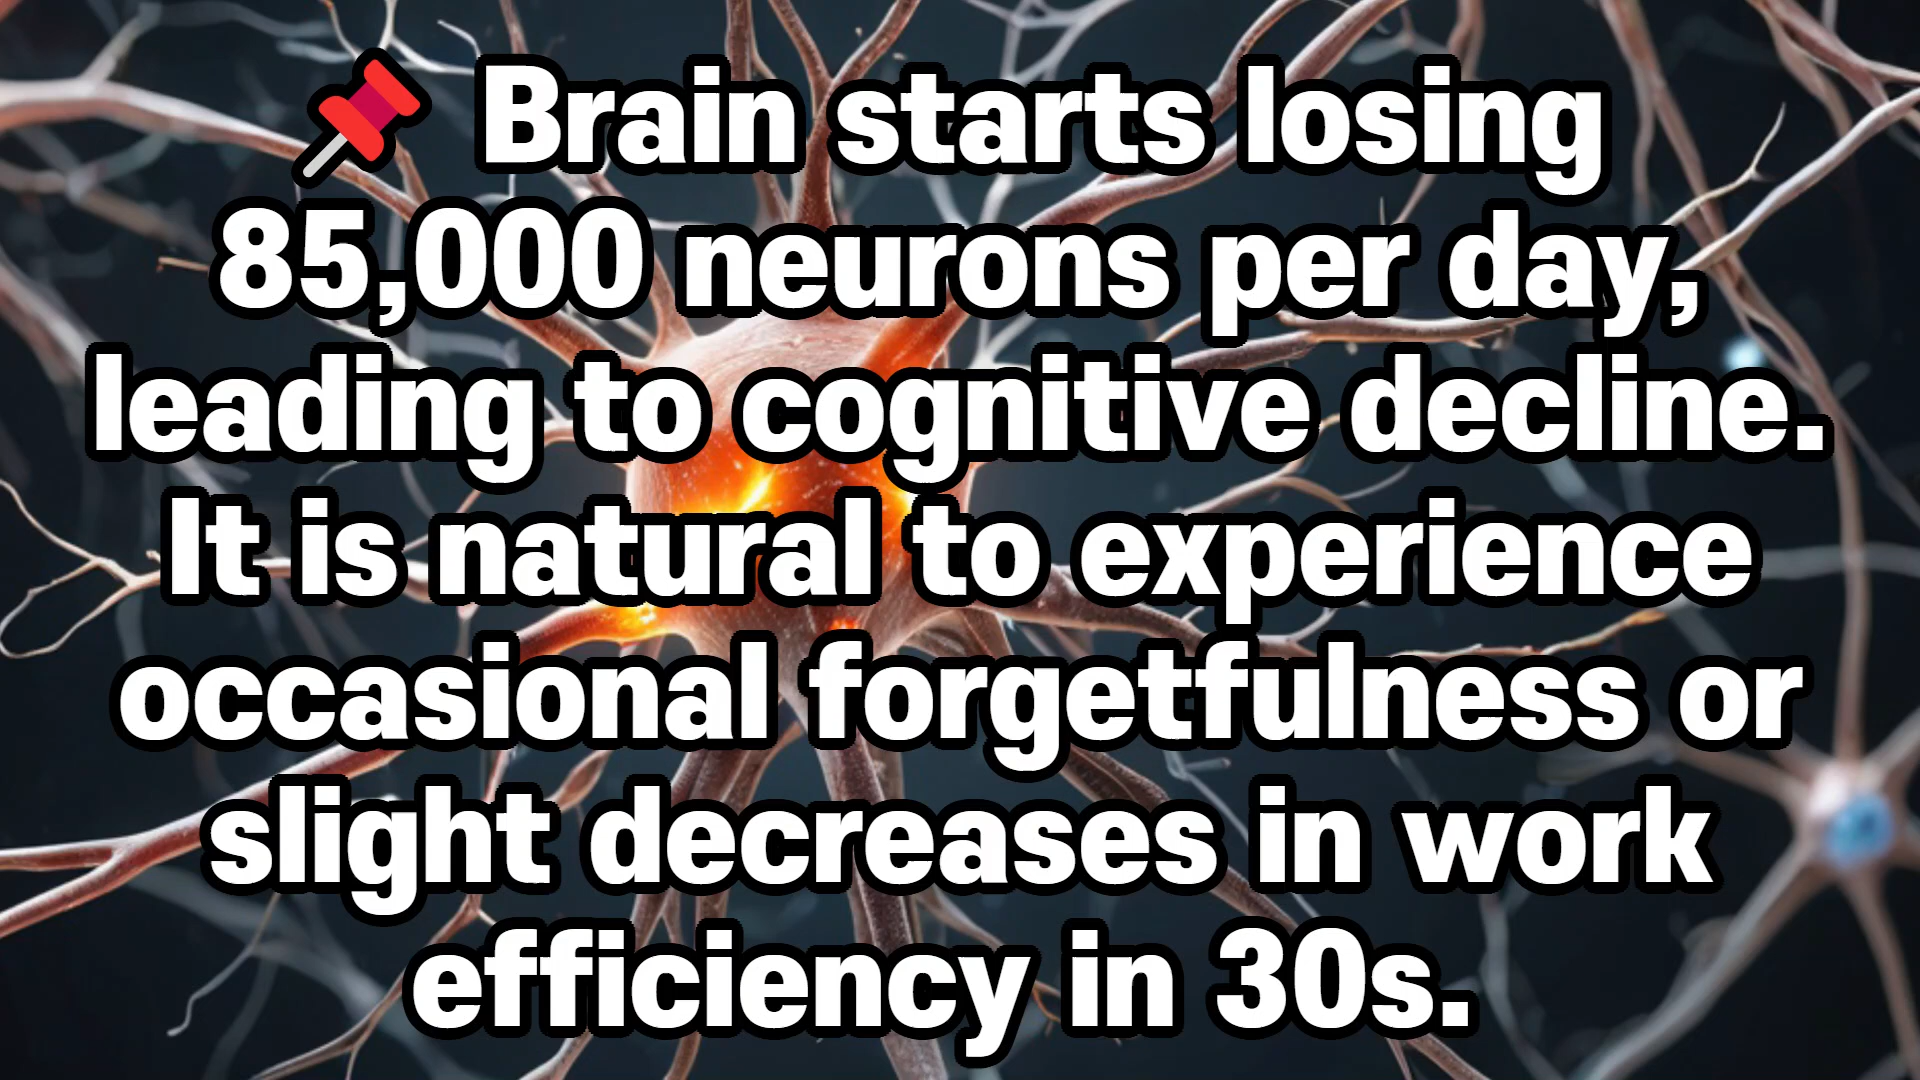 📌 Brain starts losing
85,000 neurons per day,
leading to cognitive decline.
It is natural to experience
occasional forgetfulness or
slight decreases in work
efficiency in 30s.